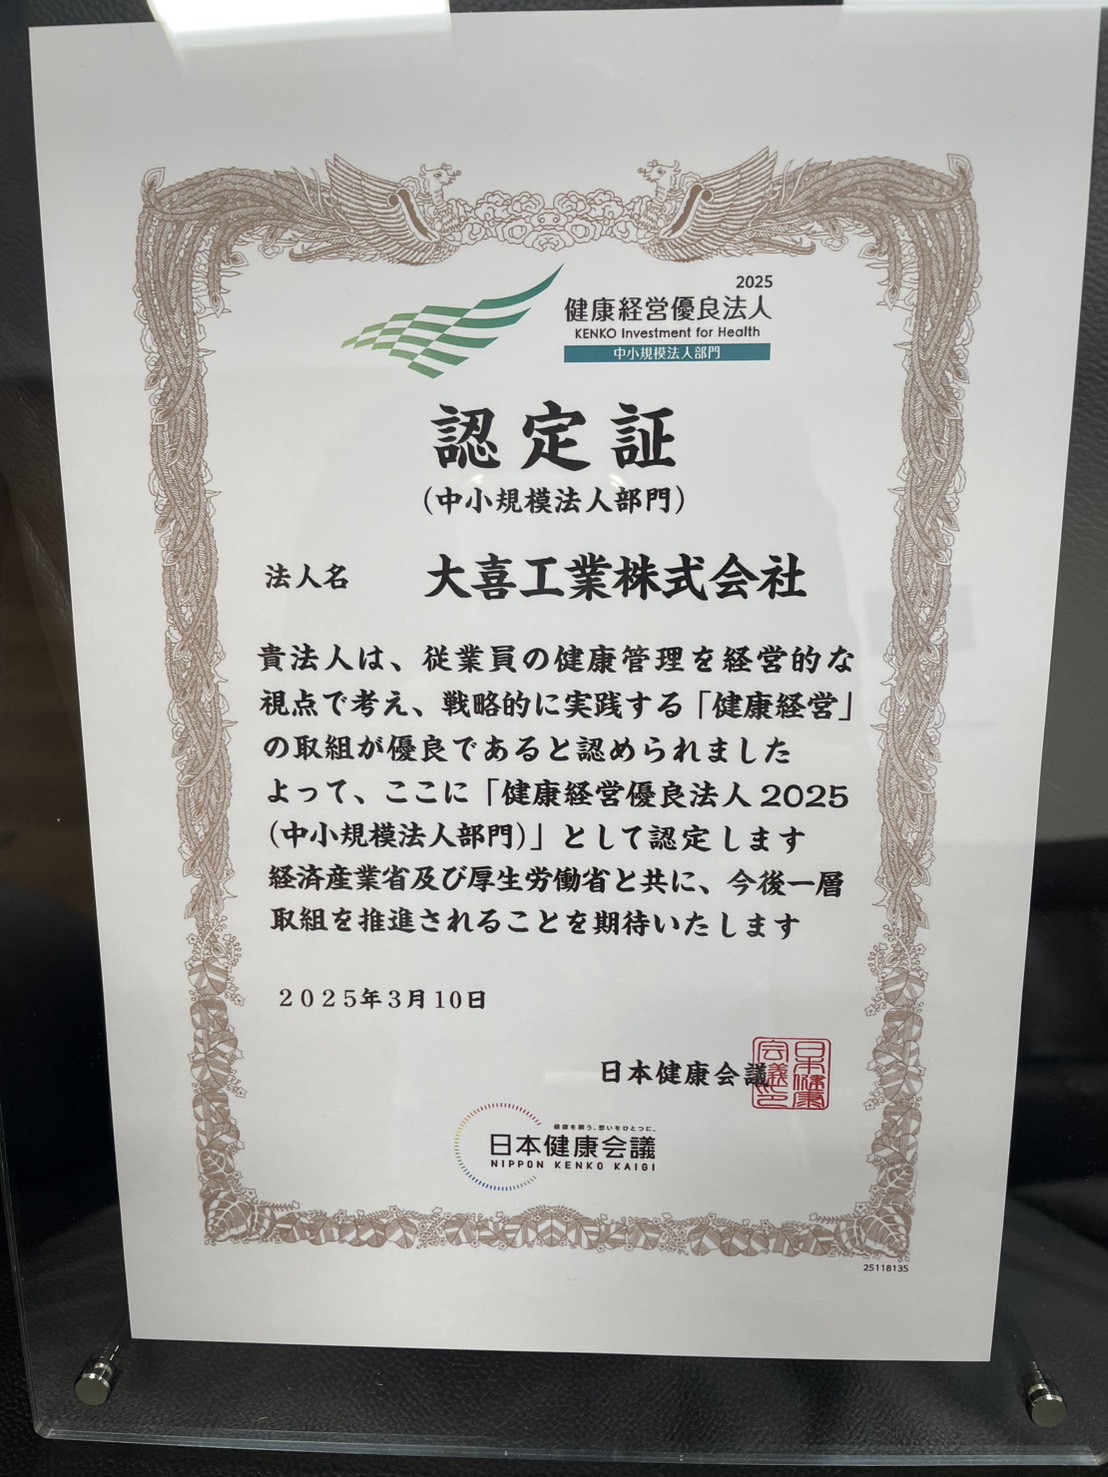 2025
健康経営優良法人
KENKO Investment for Health
中小規模法人部門
認定証
(中小規模法人部門)
法人名 大喜工業株式会社
貴法人は、従業員の健康管理を経営的な
視点で考え、戦略的に実践する「健康経営」
の取組が優良であると認められました
よって、ここに「健康経営優良法人2025
(中小規模法人部門)」として認定します
経済産業省及び厚生労働省と共に、今後一層
取組を推進されることを期待いたします
2025年3月10日
日本健康会議
日本健康会議印
健康を願う、想いをひとつに。
日本健康会議
NIPPON KENKO KAIGI
25118135